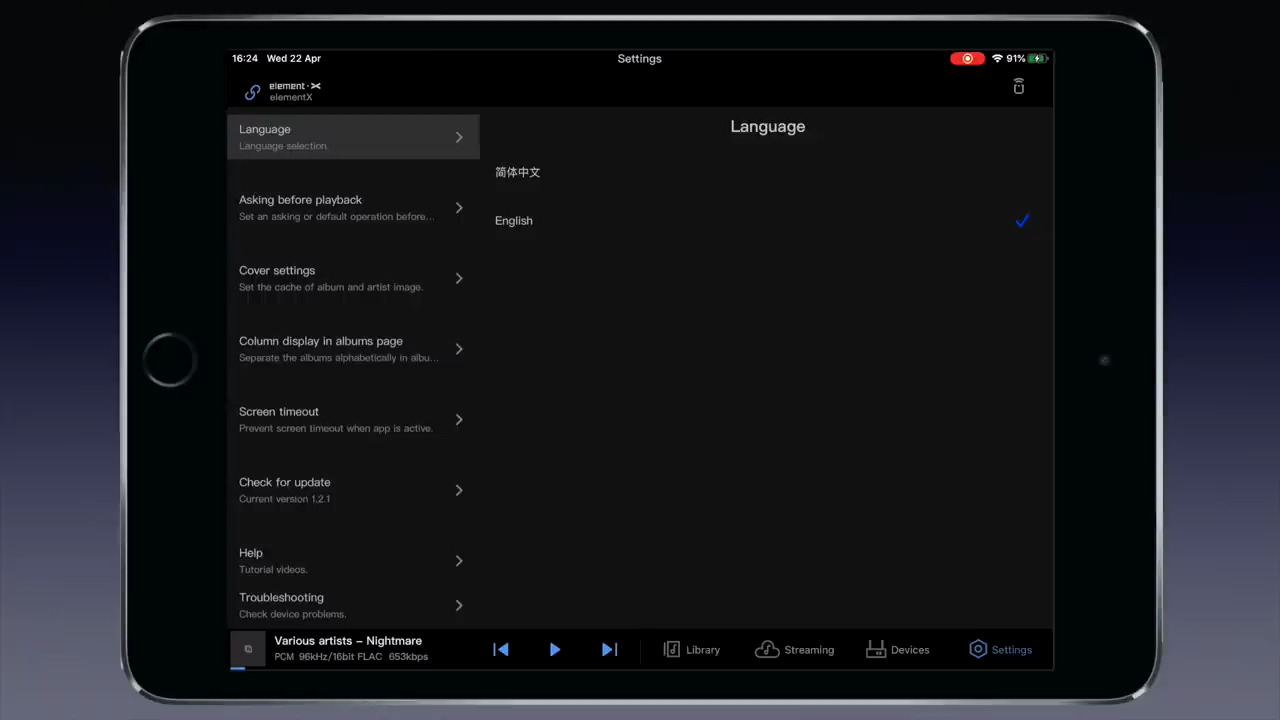 16:24 Wed 22 Apr
Settings
91%
element·X
elementX
Language
Language selection.
Asking before playback
Set an asking or default operation before...
Cover settings
Set the cache of album and artist image.
Column display in albums page
Separate the albums alphabetically in albu...
Screen timeout
Prevent screen timeout when app is active.
Check for update
Current version 1.2.1
Help
Tutorial videos.
Troubleshooting
Check device problems.
Language
简体中文
English
Various artists – Nightmare
PCM 96kHz/16bit FLAC 653kbps
Library
Streaming
Devices
Settings